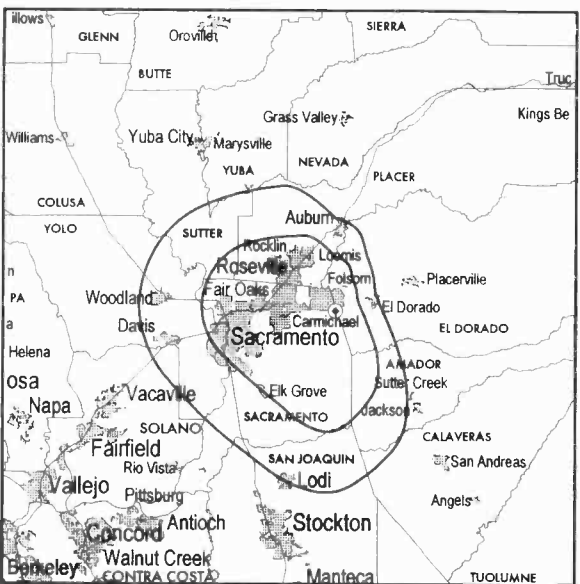 illows
GLENN
Oroville
SIERRA
BUTTE
Truc
Kings Be
Grass Valley
Williams
Yuba City
Marysville
NEVADA
YUBA
PLACER
COLUSA
YOLO
Auburn
SUTTER
Rocklin
Loomis
Roseville
Folsom
n
PA
Fair Oaks
Placerville
Woodland
El Dorado
a
Davis
Carmichael
EL DORADO
Sacramento
Helena
AMADOR
osa
Sutter Creek
Vacaville
Elk Grove
Napa
SACRAMENTO
Jackson
SOLANO
CALAVERAS
Fairfield
SAN JOAQUIN
San Andreas
Rio Vista
Lodi
Vallejo
Pittsburg
Angels
Concord
Antioch
Stockton
Walnut Creek
Berkeley
CONTRA COSTA
Manteca
TUOLUMNE